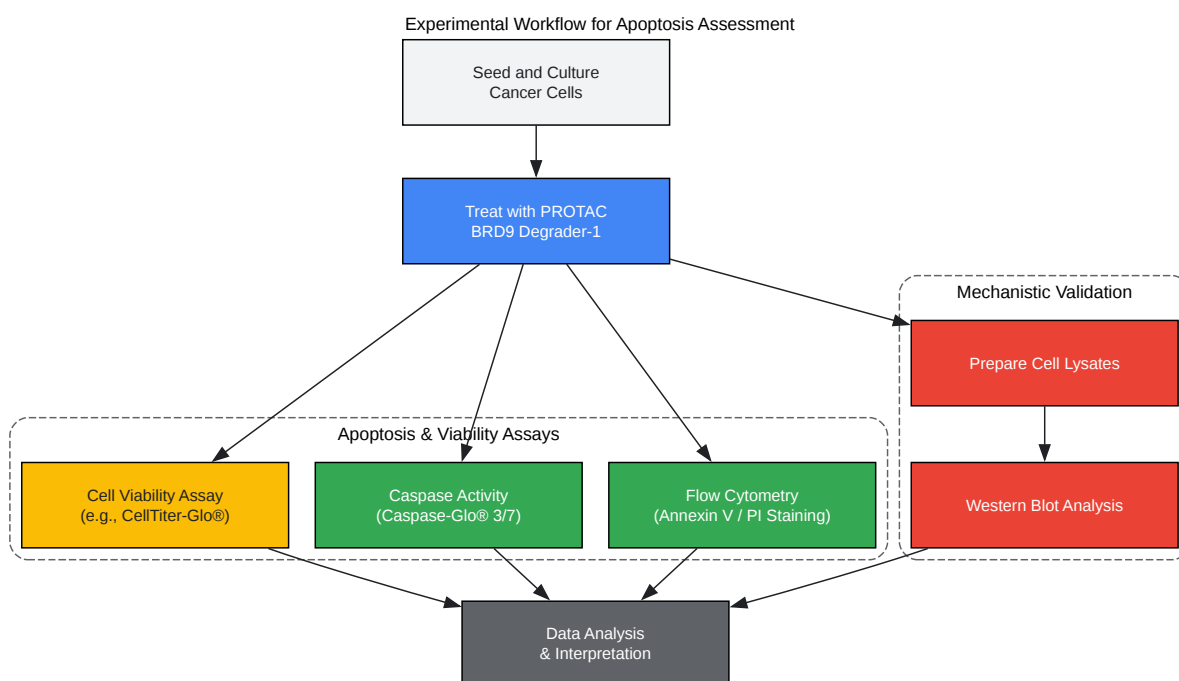 Experimental Workflow for Apoptosis Assessment
Seed and Culture
Cancer Cells
Treat with PROTAC
BRD9 Degrader-1
Mechanistic Validation
Prepare Cell Lysates
Apoptosis & Viability Assays
Cell Viability Assay
(e.g., CellTiter-Glo®)
Caspase Activity
(Caspase-Glo® 3/7)
Flow Cytometry
(Annexin V / PI Staining)
Western Blot Analysis
Data Analysis
& Interpretation